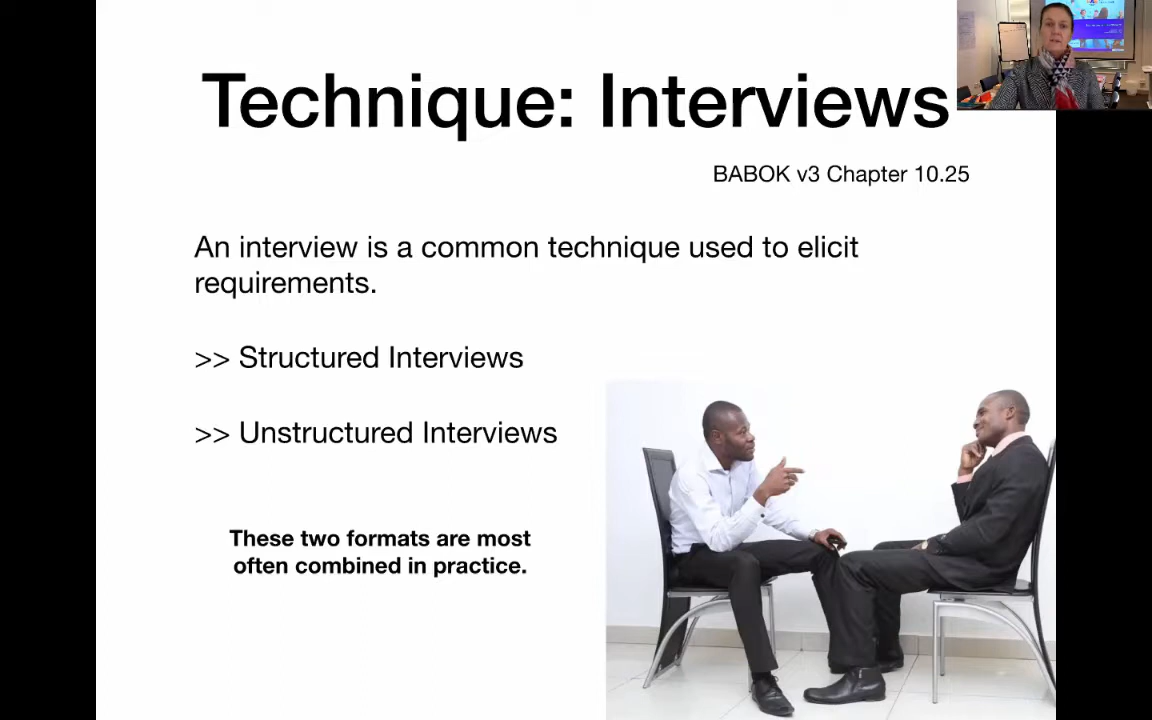 Technique: Interviews
BABOK v3 Chapter 10.25
An interview is a common technique used to elicit
requirements.
>> Structured Interviews
>> Unstructured Interviews
These two formats are most
often combined in practice.